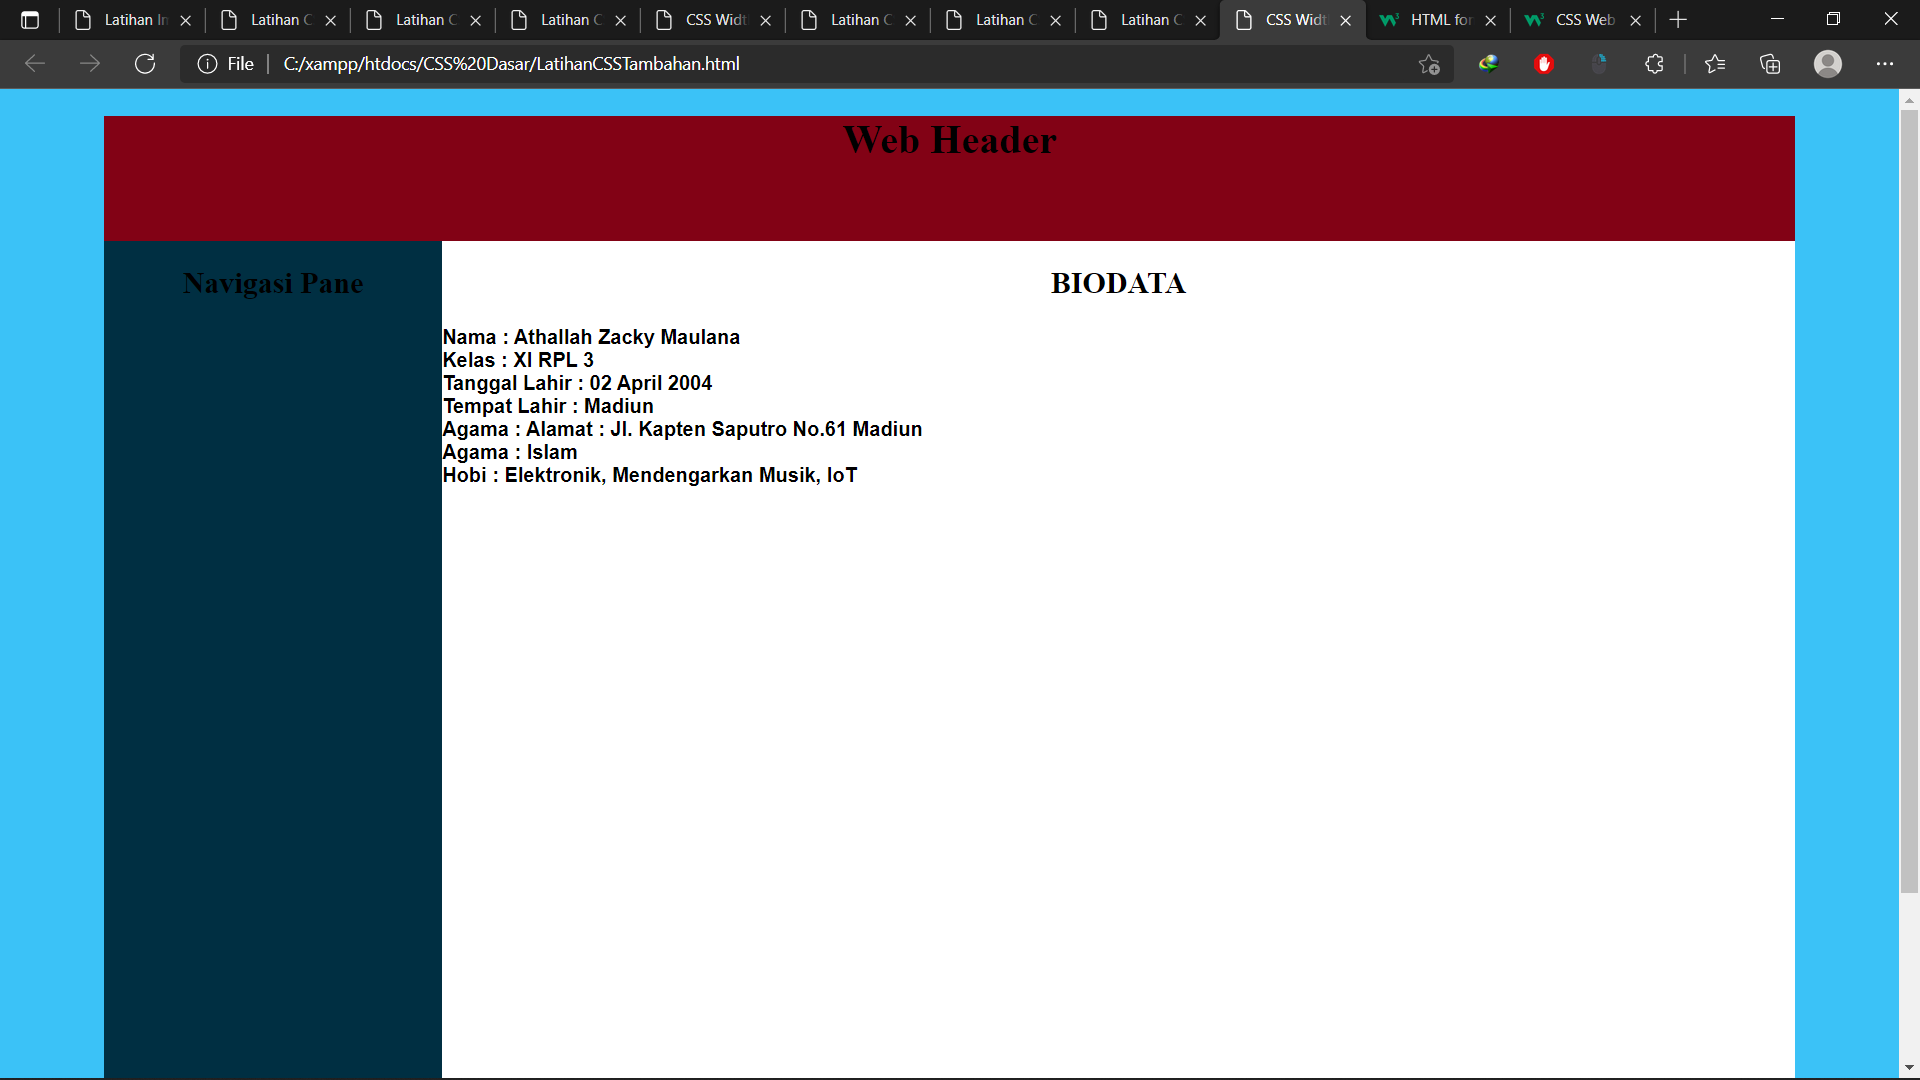 Latihan In
Latihan C
Latihan C
Latihan C
CSS Widt
Latihan C
Latihan C
Latihan C
CSS Widt
HTML for
CSS Web
File
C:/xampp/htdocs/CSS%20Dasar/LatihanCSSTambahan.html
Web Header
Navigasi Pane
BIODATA
Nama : Athallah Zacky Maulana
Kelas : XI RPL 3
Tanggal Lahir : 02 April 2004
Tempat Lahir : Madiun
Agama : Alamat : Jl. Kapten Saputro No.61 Madiun
Agama : Islam
Hobi : Elektronik, Mendengarkan Musik, IoT